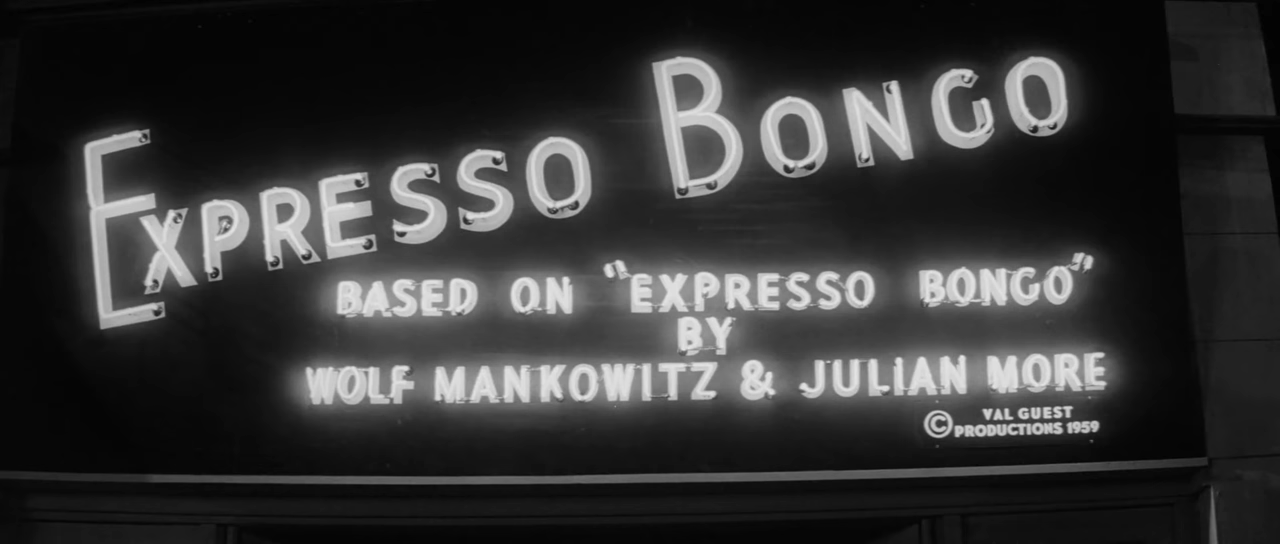 EXPRESSO BONGO
BASED ON "EXPRESSO BONGO"
BY
WOLF MANKOWITZ & JULIAN MORE
© VAL GUEST
PRODUCTIONS 1959